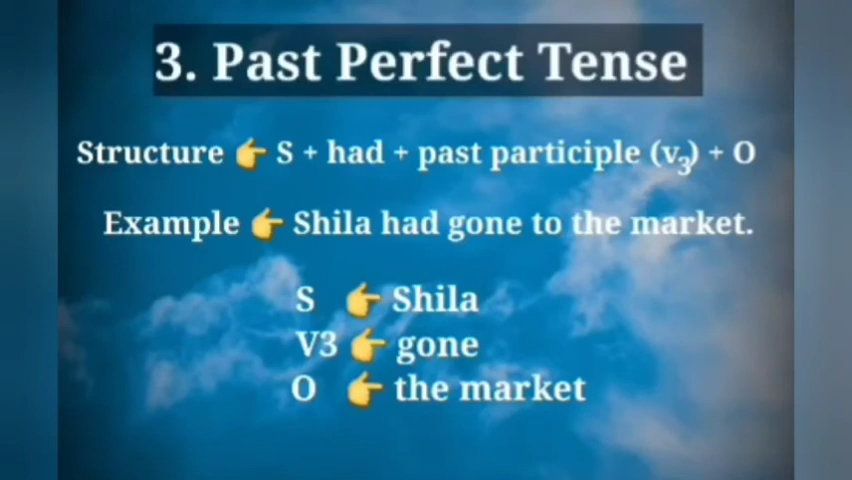 3. Past Perfect Tense
Structure 👉 S + had + past participle (v₃) + O
Example 👉 Shila had gone to the market.
S 👉 Shila
V3 👉 gone
O 👉 the market